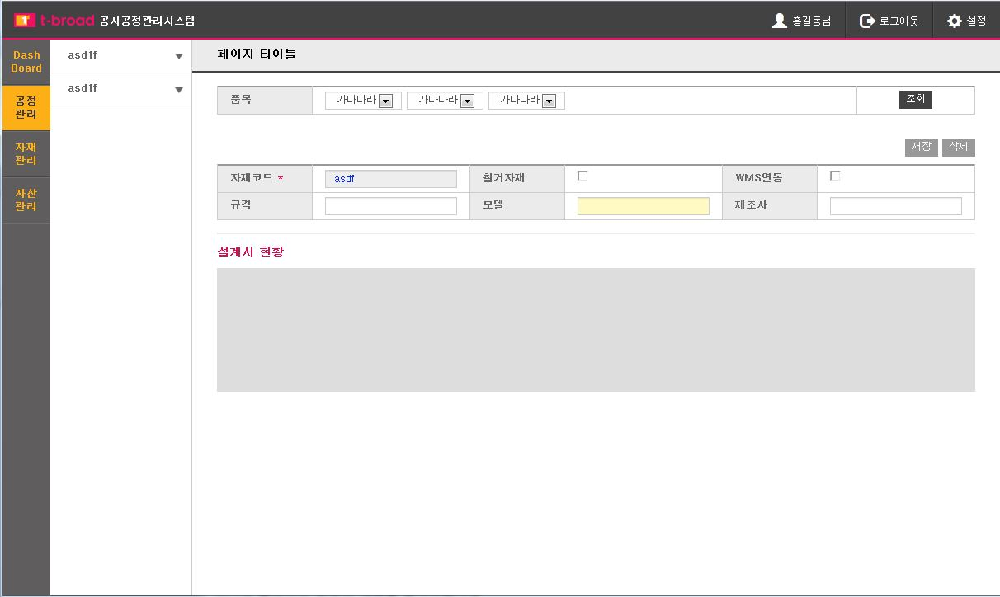 t-broad 공사공정관리시스템
홍길동님
로그아웃
설정
Dash
Board
공정
관리
자재
관리
자산
관리
asd1f
asd1f
페이지 타이틀
품목 가나다라 가나다라 가나다라 조회
저장 삭제
자재코드 * asdf 철거자재 WMS연동
규격 모델 제조사
설계서 현황